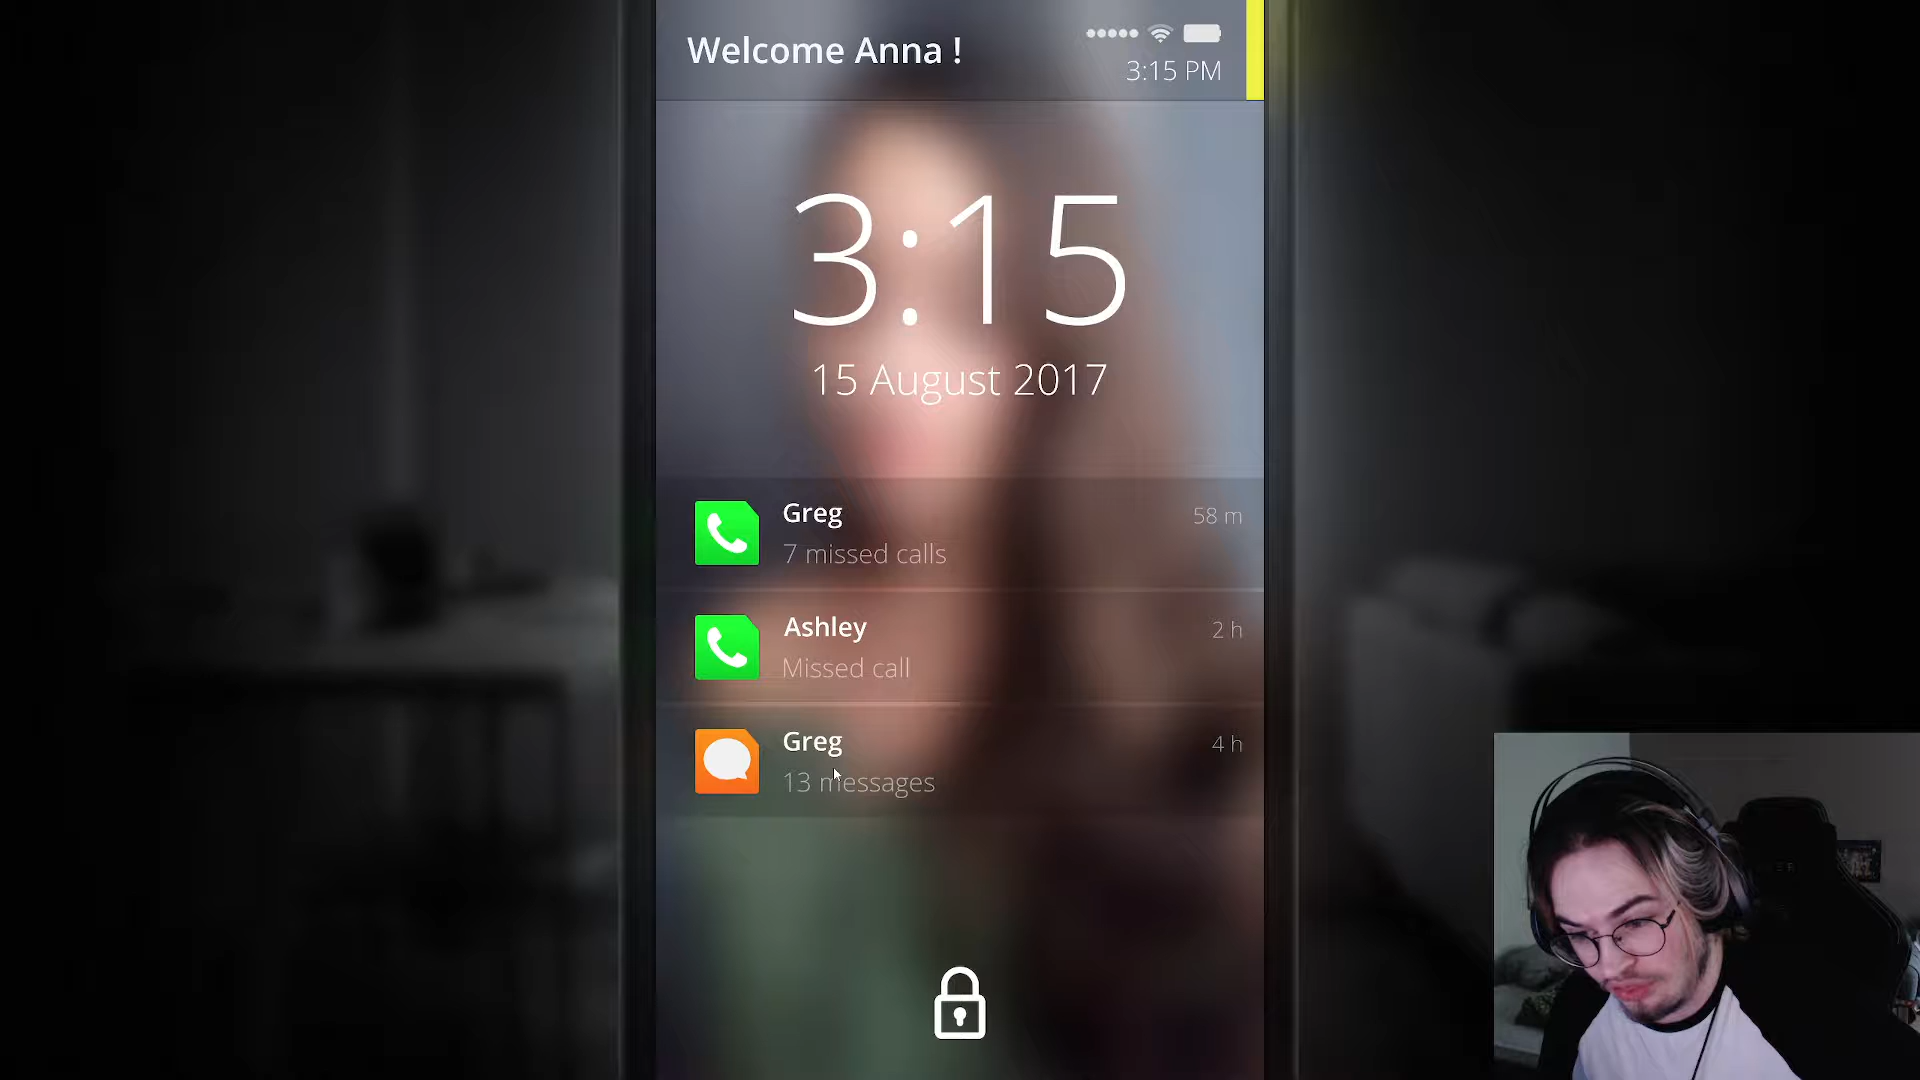 Welcome Anna !
3:15 PM
3:15
15 August 2017
Greg
58 m
7 missed calls
Ashley
2 h
Missed call
Greg
4 h
13 messages